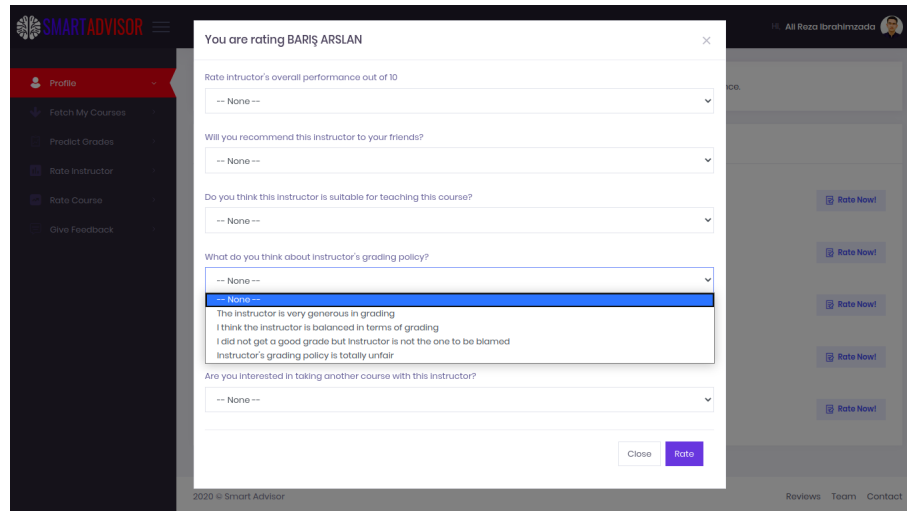 SMARTADVISOR
Hi, Ali Reza Ibrahimzada
Profile
Fetch My Courses
Predict Grades
Rate Instructor
Rate Course
Give Feedback
You are rating BARIŞ ARSLAN
×
Rate intructor's overall performance out of 10
-- None --
Will you recommend this instructor to your friends?
-- None --
Do you think this instructor is suitable for teaching this course?
-- None --
What do you think about instructor's grading policy?
-- None --
-- None --
The instructor is very generous in grading
I think the instructor is balanced in terms of grading
I did not get a good grade but Instructor is not the one to be blamed
Instructor's grading policy is totally unfair
Are you interested in taking another course with this instructor?
-- None --
Close Rate
Rate Now!
Rate Now!
Rate Now!
Rate Now!
Rate Now!
2020 © Smart Advisor
Reviews Team Contact